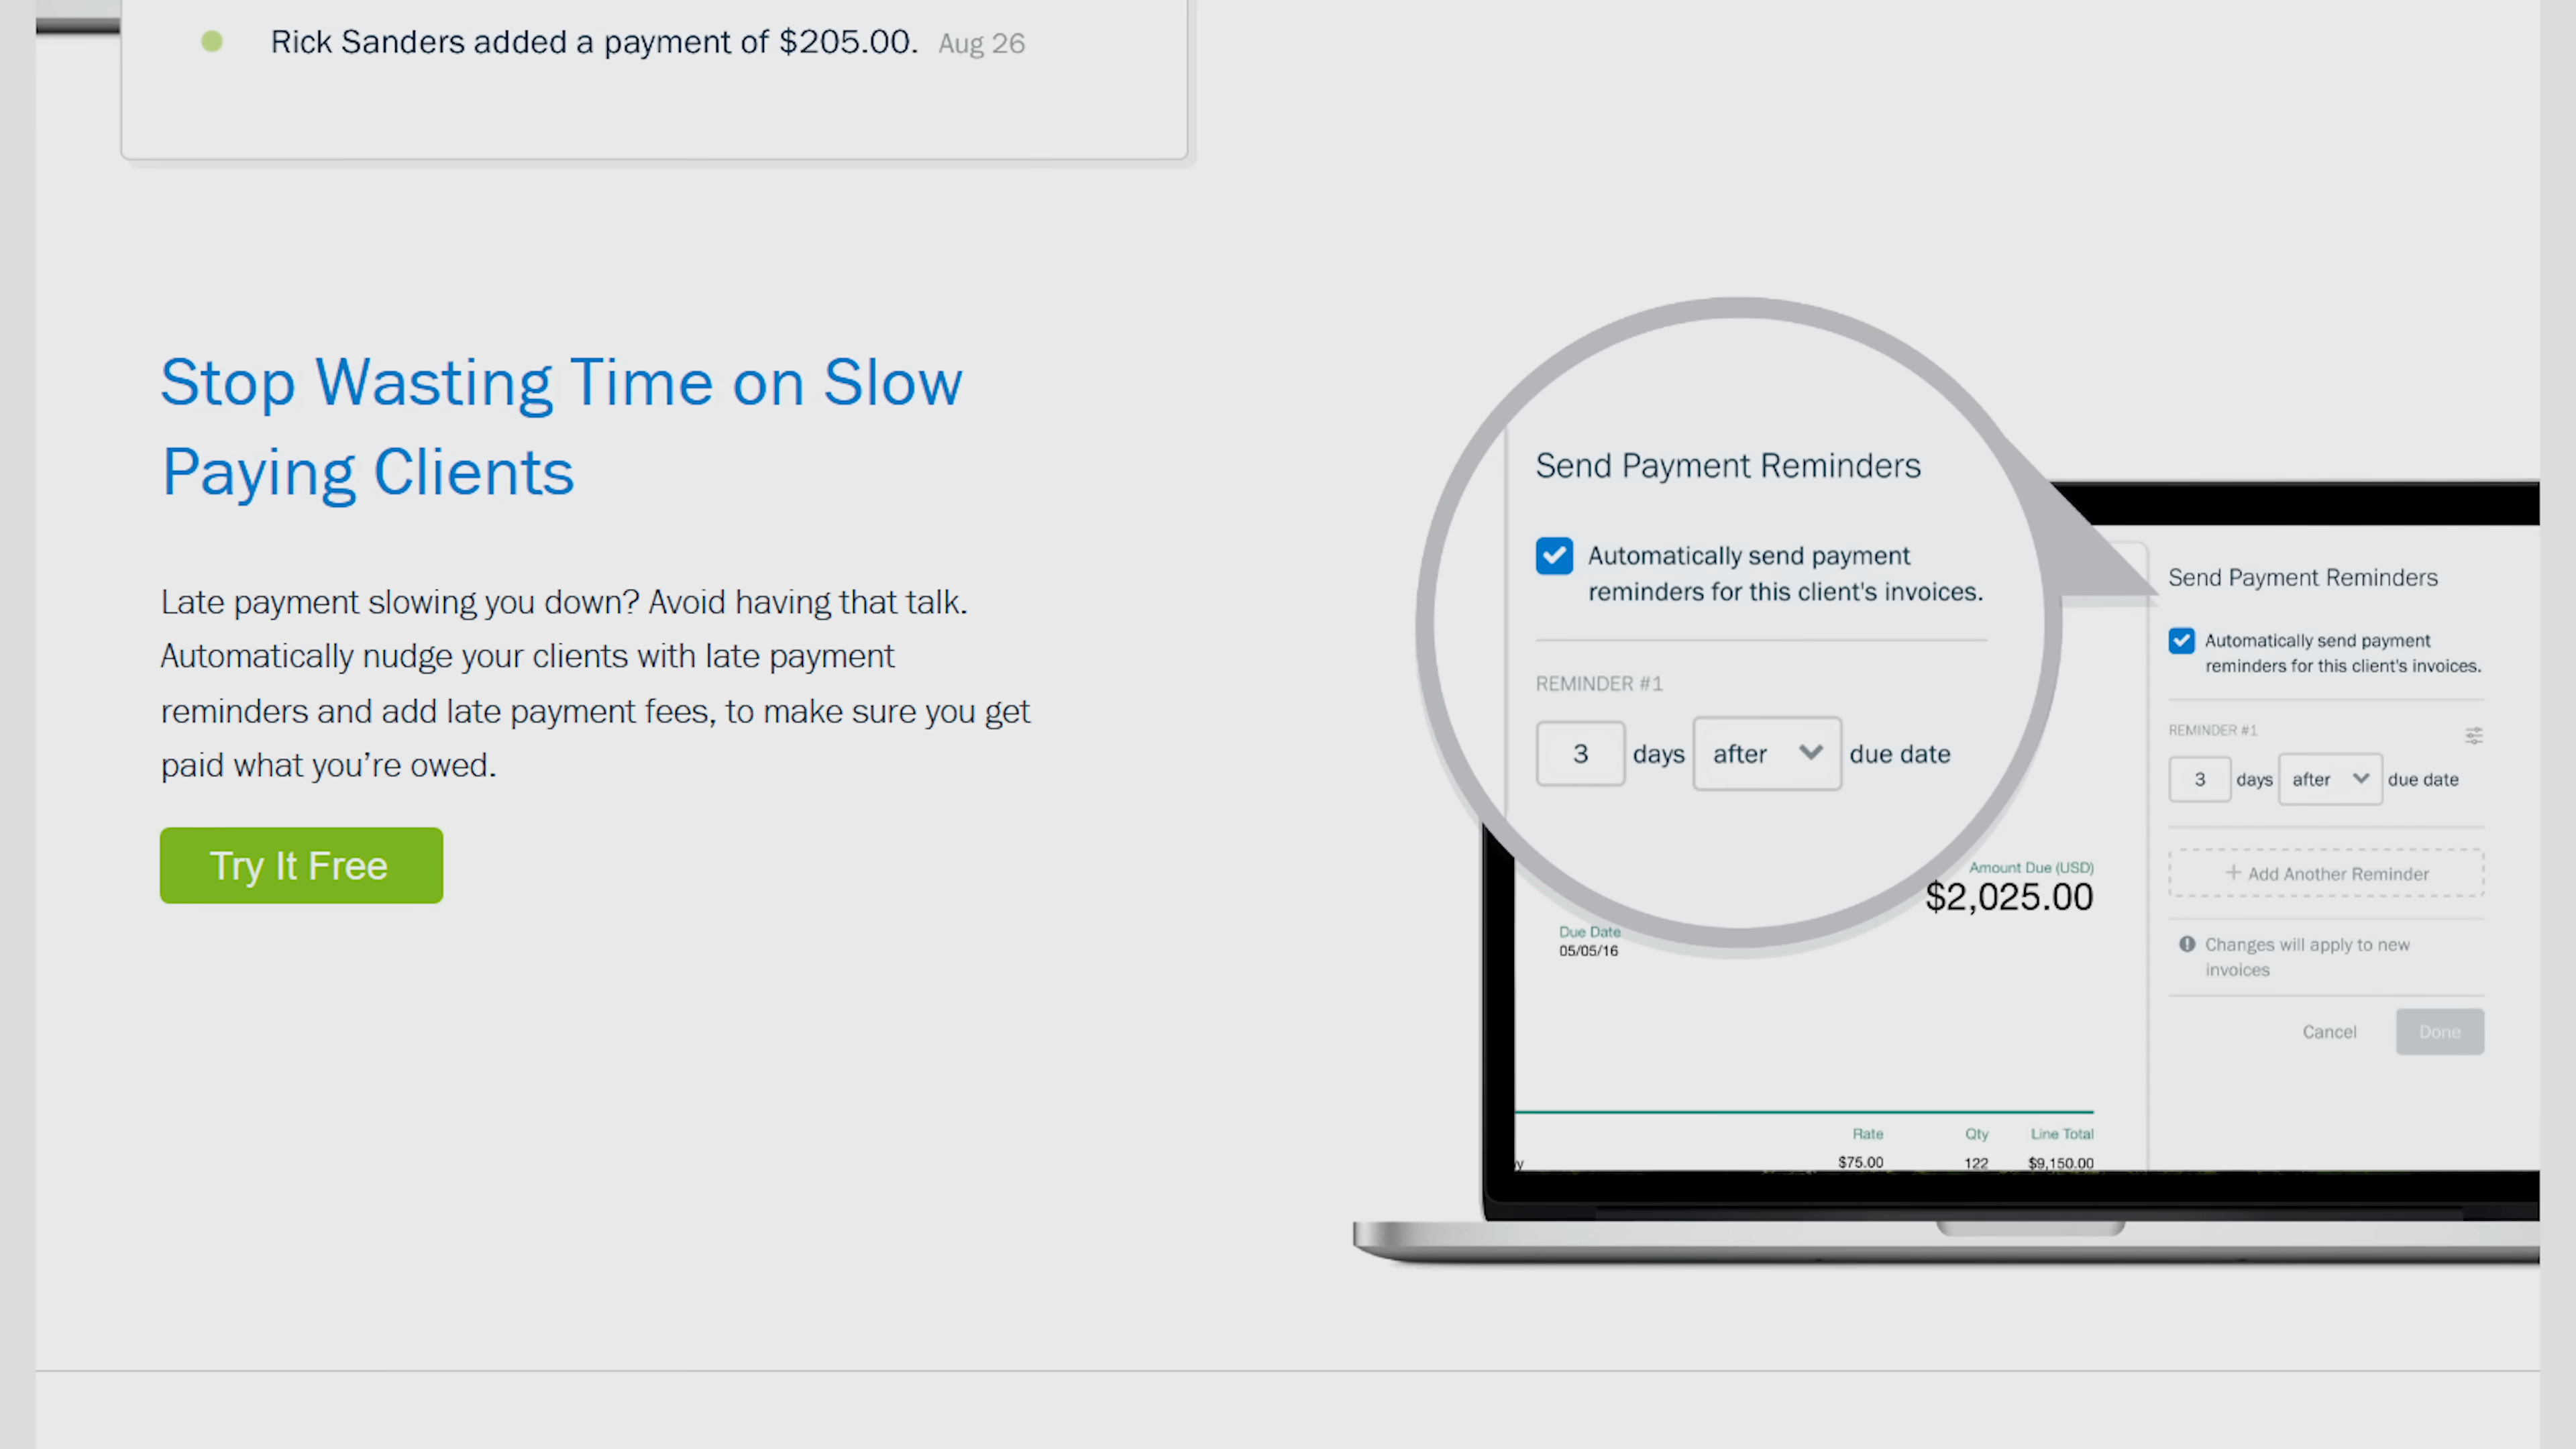 Rick Sanders added a payment of $205.00. Aug 26
Stop Wasting Time on Slow
Paying Clients
Late payment slowing you down? Avoid having that talk.
Automatically nudge your clients with late payment
reminders and add late payment fees, to make sure you get
paid what you’re owed.
Try It Free
Send Payment Reminders
Automatically send payment
reminders for this client's invoices.
REMINDER #1
3 days after due date
Amount Due (USD)
$2,025.00
Due Date
05/05/16
Rate Qty Line Total
$75.00 122 $9,150.00
Send Payment Reminders
Automatically send payment
reminders for this client's invoices.
REMINDER #1
3 days after due date
+ Add Another Reminder
Changes will apply to new
invoices
Cancel Done